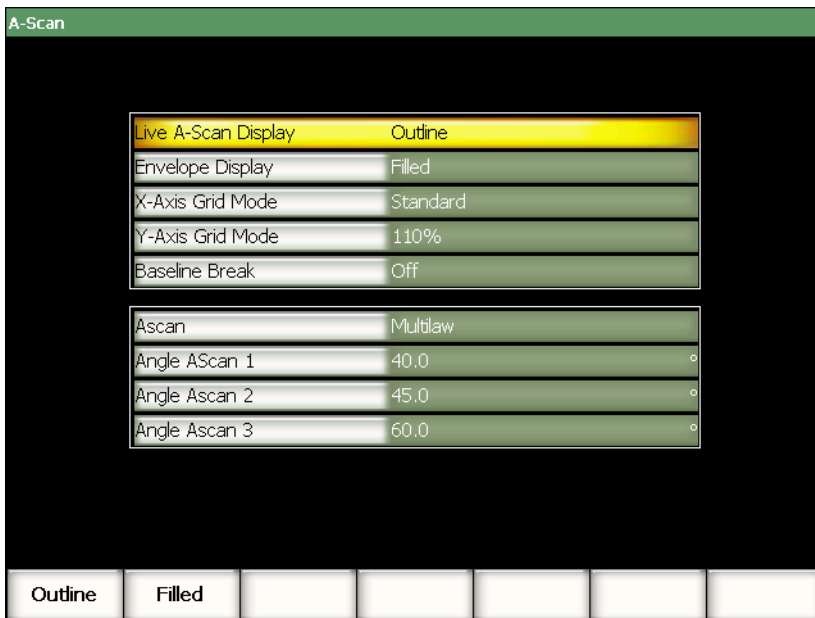 A-Scan
Live A-Scan Display Outline
Envelope Display Filled
X-Axis Grid Mode Standard
Y-Axis Grid Mode 110%
Baseline Break Off
Ascan Multilaw
Angle AScan 1 40.0 °
Angle Ascan 2 45.0 °
Angle Ascan 3 60.0 °
Outline Filled